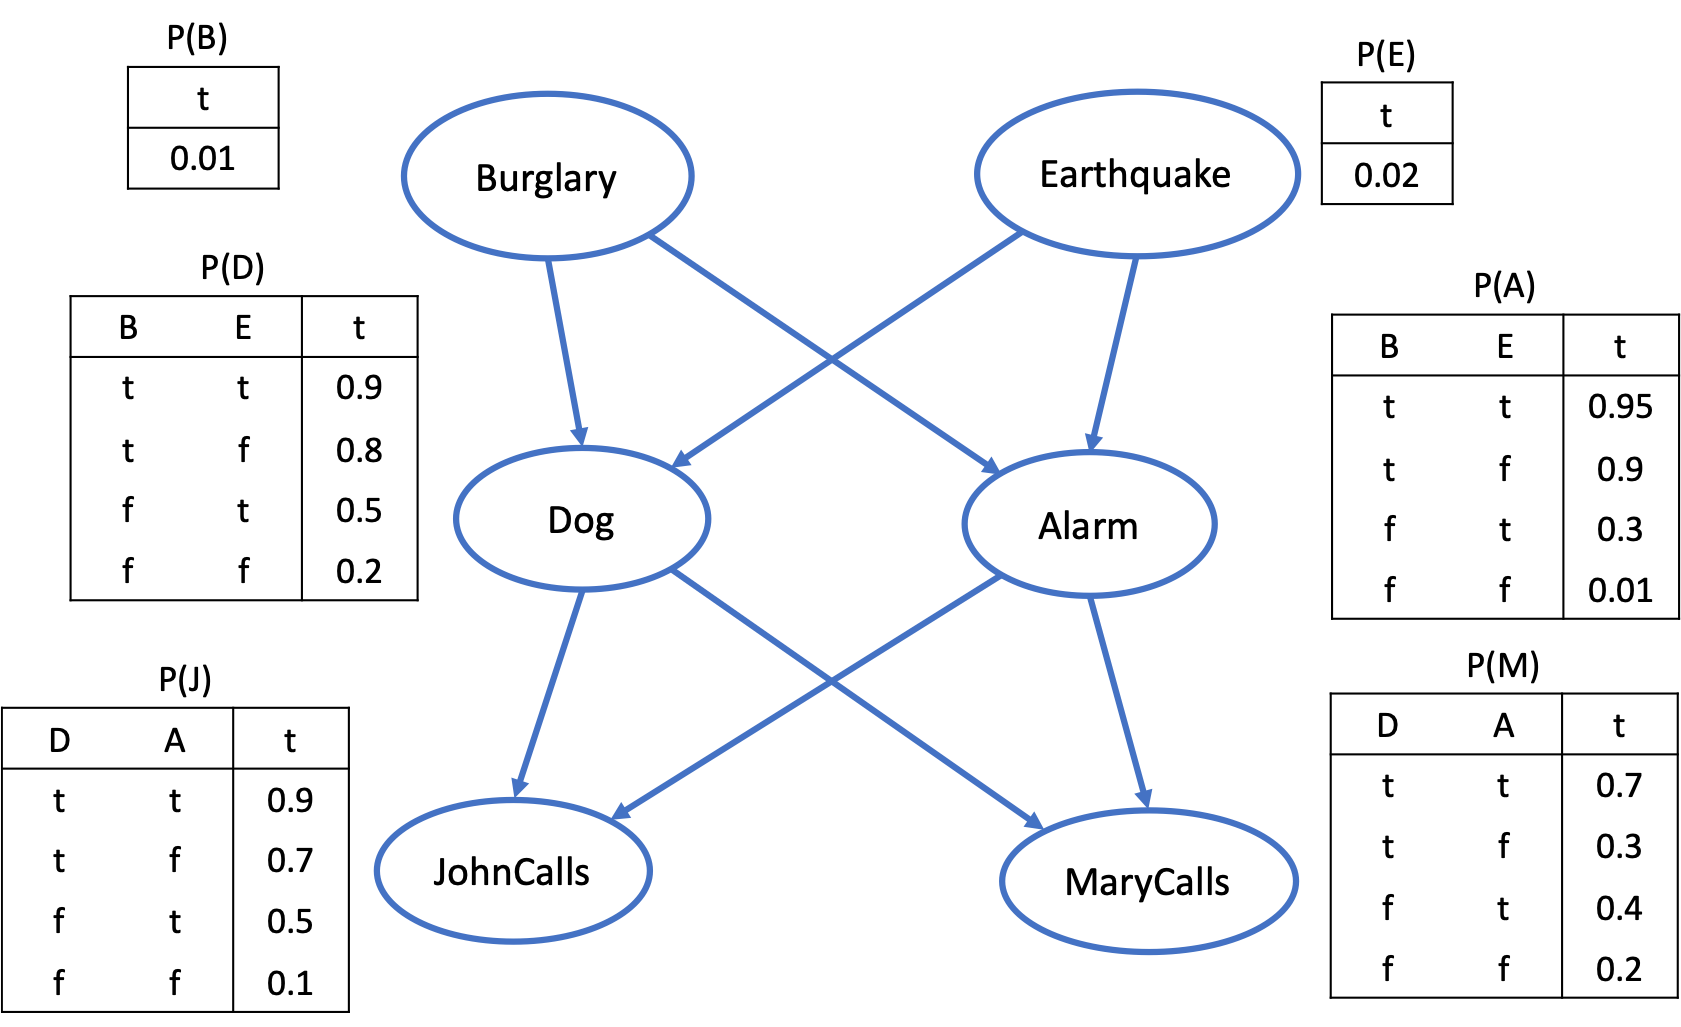 P(B)
t
0.01
Burglary
Earthquake
P(E)
t
0.02
P(D)
B E t
t t 0.9
t f 0.8
f t 0.5
f f 0.2
P(A)
B E t
t t 0.95
t f 0.9
f t 0.3
f f 0.01
Dog
Alarm
P(J)
D A t
t t 0.9
t f 0.7
f t 0.5
f f 0.1
P(M)
D A t
t t 0.7
t f 0.3
f t 0.4
f f 0.2
JohnCalls
MaryCalls